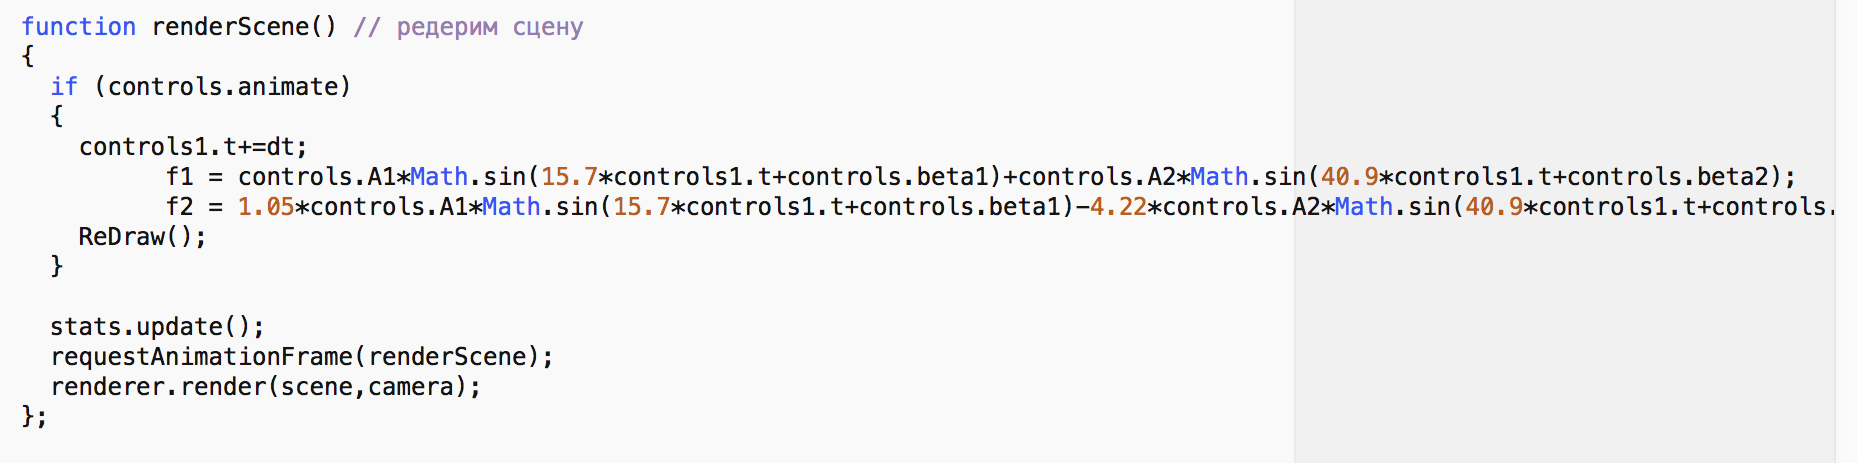 function renderScene() // редерим сцену
{
if (controls.animate)
{
controls1.t+=dt;
f1 = controls.A1*Math.sin(15.7*controls1.t+controls.beta1)+controls.A2*Math.sin(40.9*controls1.t+controls.beta2);
f2 = 1.05*controls.A1*Math.sin(15.7*controls1.t+controls.beta1)-4.22*controls.A2*Math.sin(40.9*controls1.t+controls.
ReDraw();
}
stats.update();
requestAnimationFrame(renderScene);
renderer.render(scene,camera);
};